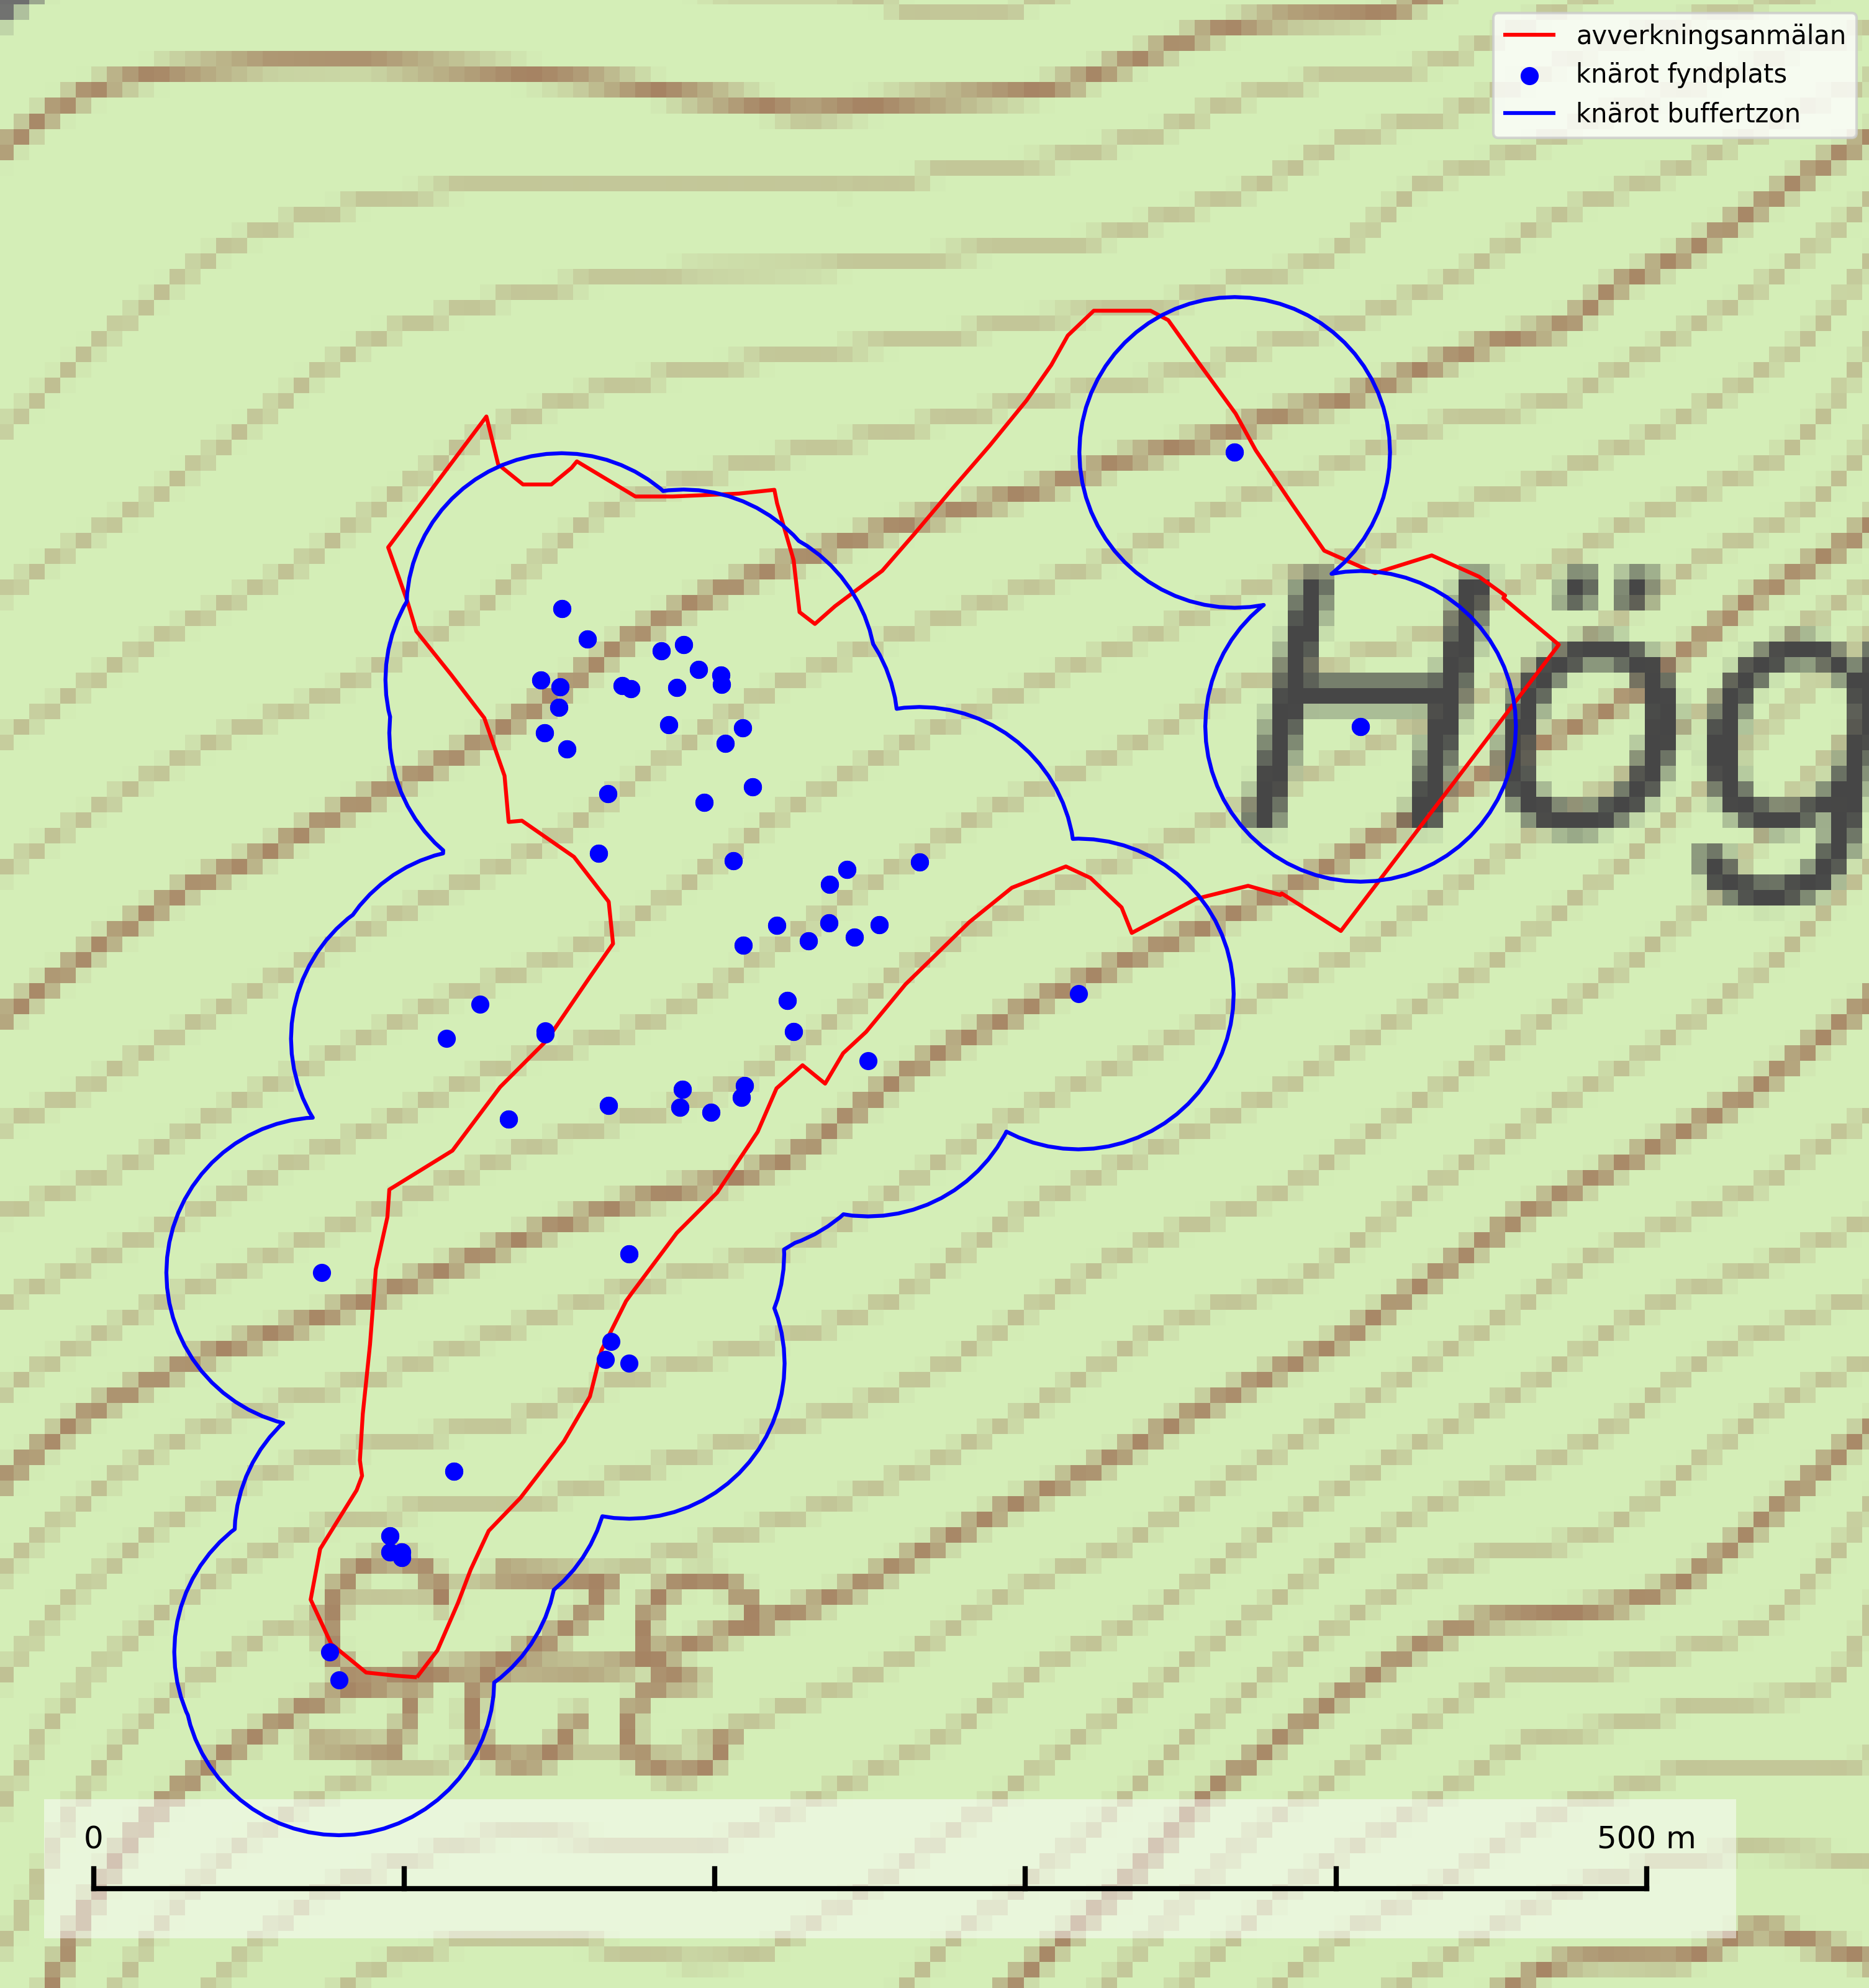 avverkningsanmälan
knärot fyndplats
knärot buffertzon
Hög
0
500 m